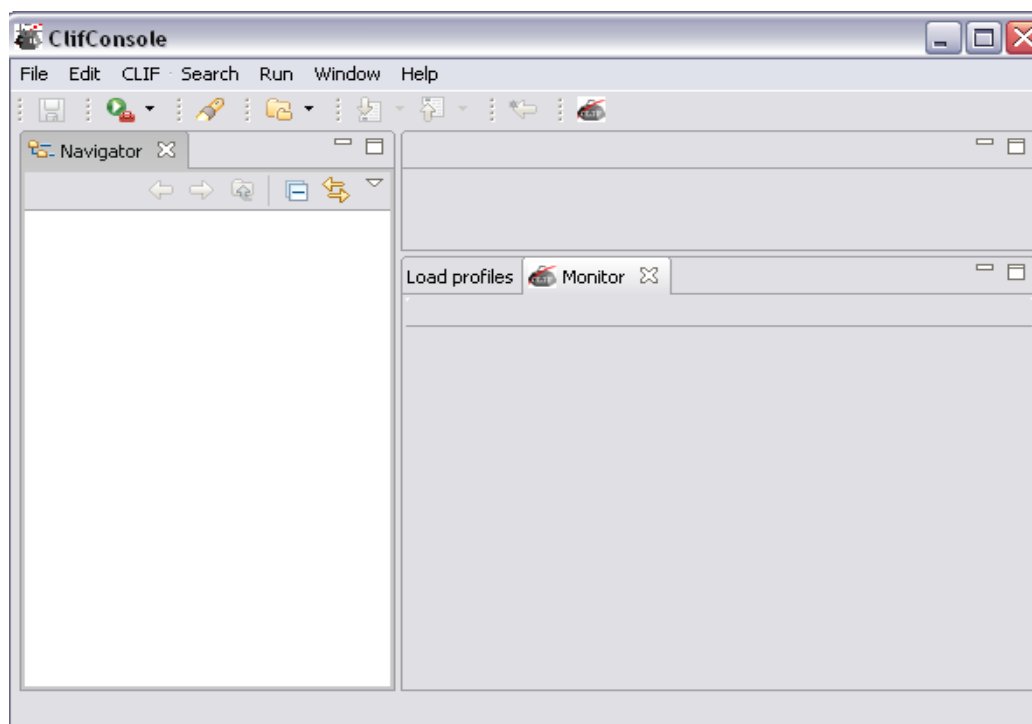 ClifConsole
File Edit CLIF Search Run Window Help
Navigator
Load profiles Monitor